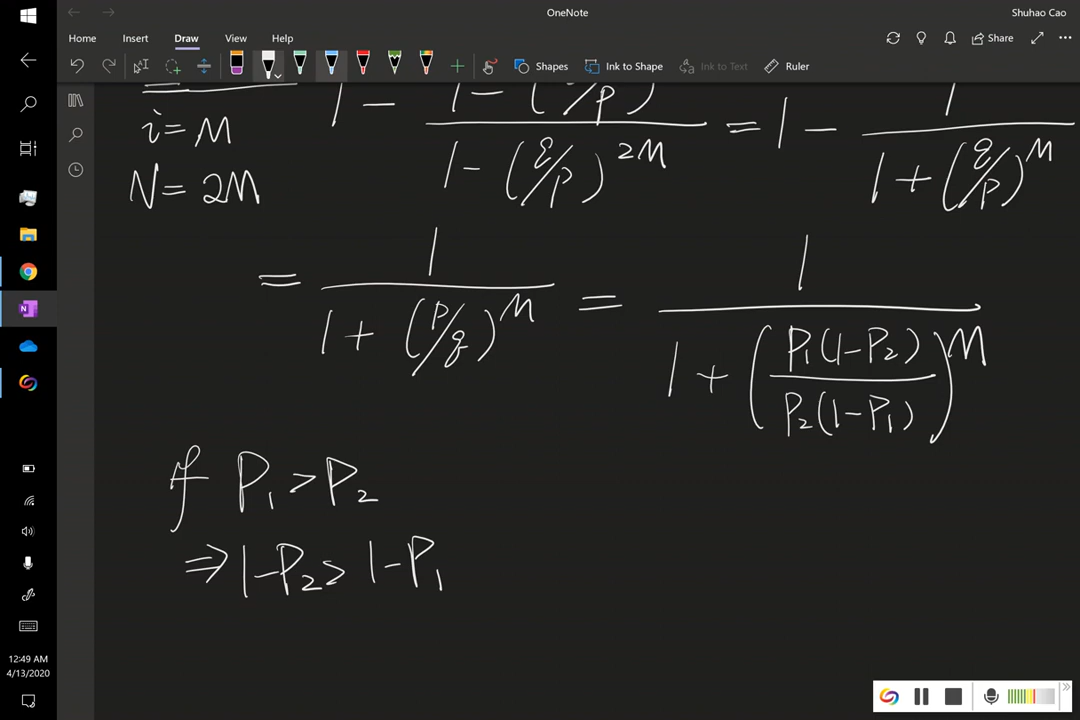 OneNote
Shuhao Cao
Home Insert Draw View Help
Share
Shapes Ink to Shape Ink to Text Ruler
i = M
N = 2M
1 - (1 - (q/p)) / (1 - (q/p)^2M) = 1 - 1 / (1 + (q/p)^M)
= 1 / (1 + (p/q)^M) = 1 / (1 + (P₁(1-P₂) / P₂(1-P₁))^M)
if P₁ > P₂
⇒ 1-P₂ > 1-P₁
12:49 AM
4/13/2020